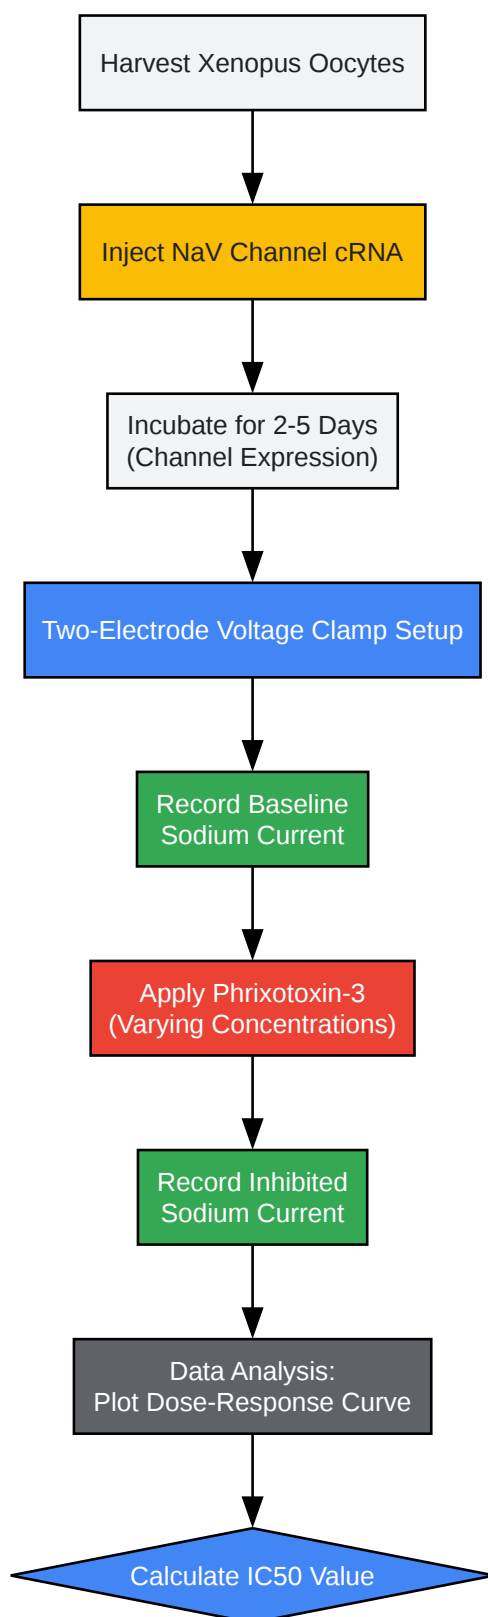 Harvest Xenopus Oocytes
Inject NaV Channel cRNA
Incubate for 2-5 Days
(Channel Expression)
Two-Electrode Voltage Clamp Setup
Record Baseline
Sodium Current
Apply Phrixotoxin-3
(Varying Concentrations)
Record Inhibited
Sodium Current
Data Analysis:
Plot Dose-Response Curve
Calculate IC50 Value